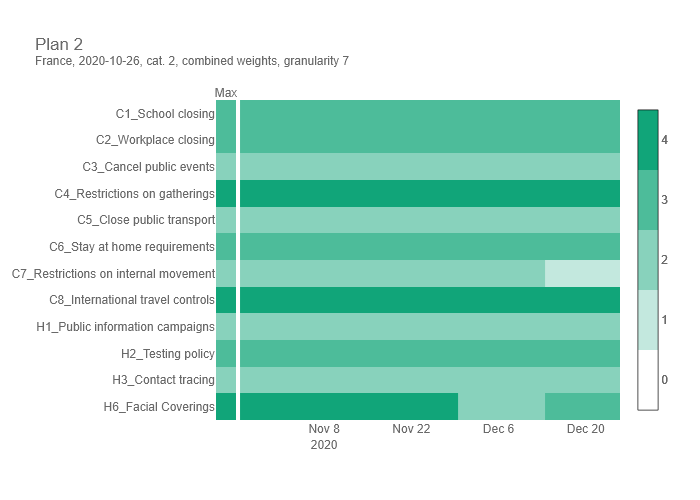 Plan 2
France, 2020-10-26, cat. 2, combined weights, granularity 7
Max
C1_School closing
C2_Workplace closing
C3_Cancel public events
C4_Restrictions on gatherings
C5_Close public transport
C6_Stay at home requirements
C7_Restrictions on internal movement
C8_International travel controls
H1_Public information campaigns
H2_Testing policy
H3_Contact tracing
H6_Facial Coverings
Nov 8 Nov 22 Dec 6 Dec 20
2020
4
3
2
1
0